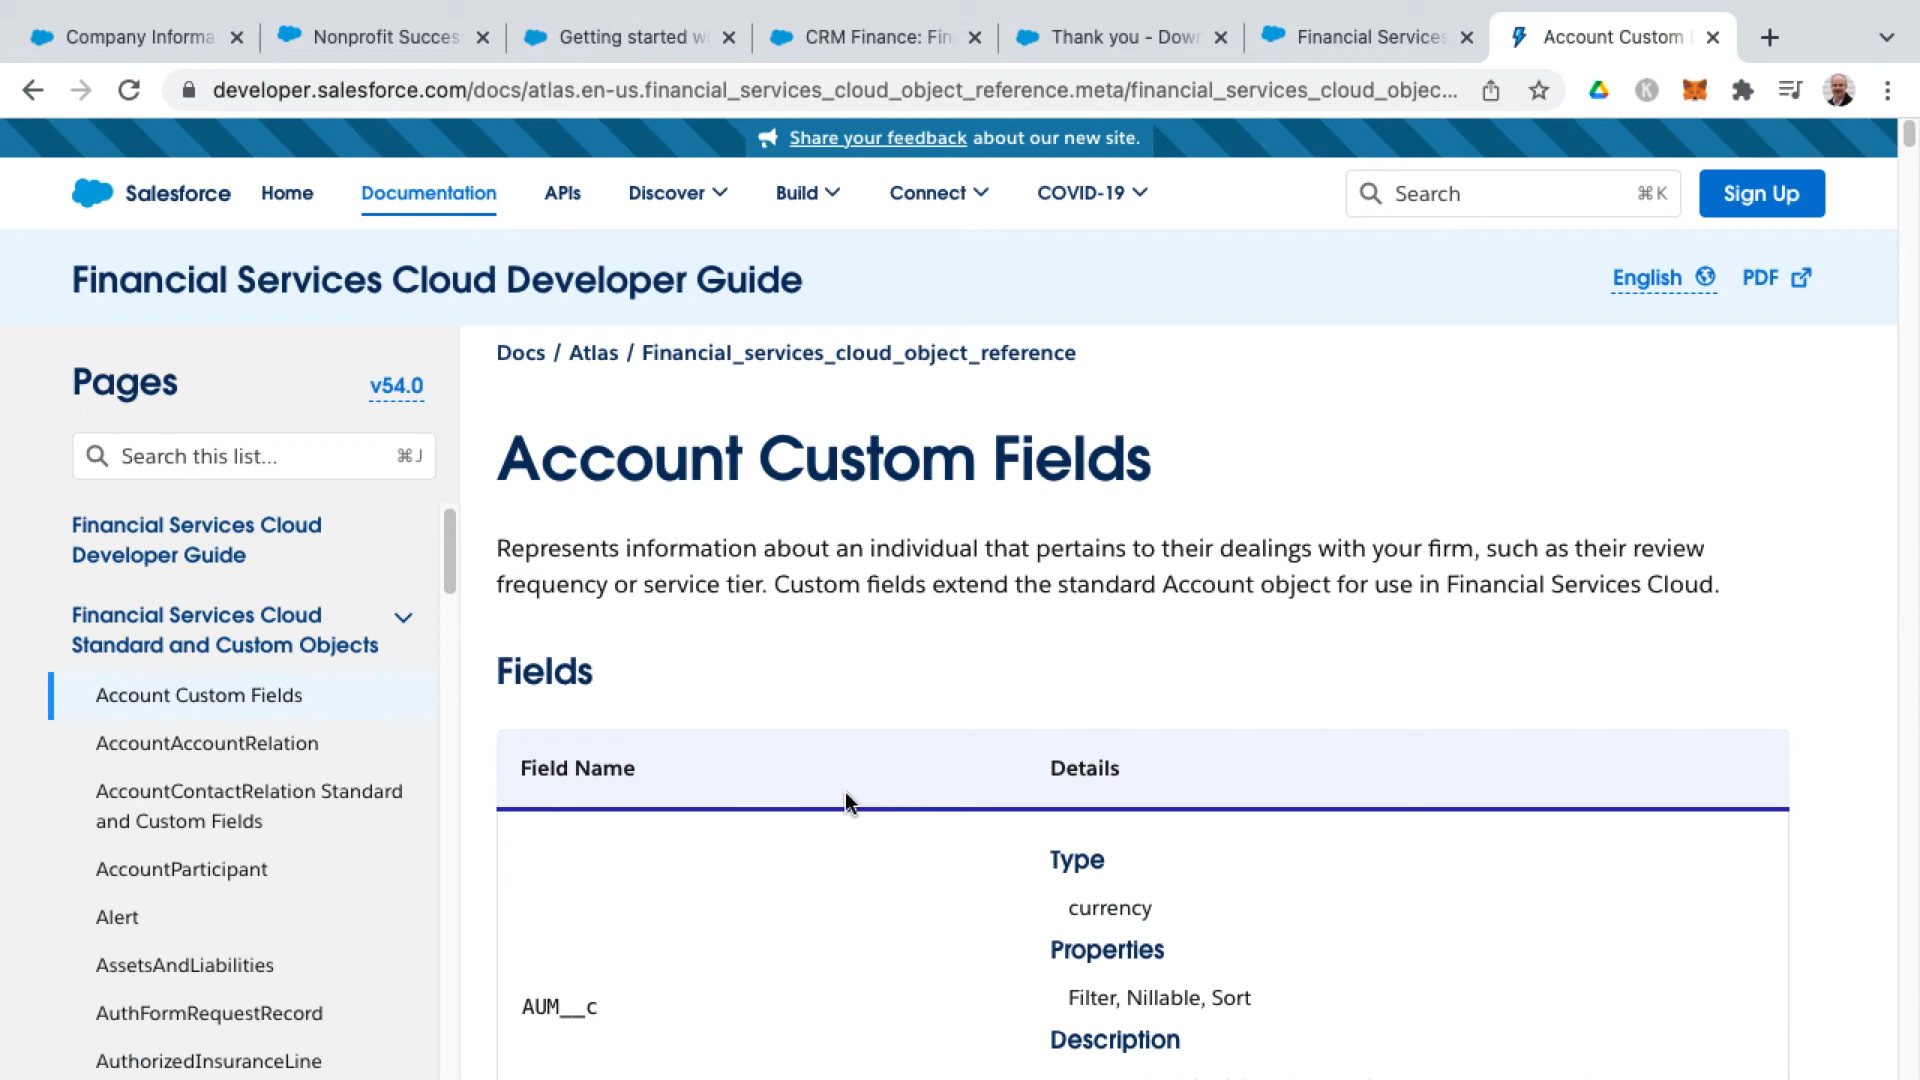 Company Informa
Nonprofit Succes
Getting started w
CRM Finance: Fin
Thank you - Dow
Financial Services
Account Custom
developer.salesforce.com/docs/atlas.en-us.financial_services_cloud_object_reference.meta/financial_services_cloud_objec...
K
Share your feedback about our new site.
Salesforce
Home
Documentation
APIs
Discover
Build
Connect
COVID-19
Search
⌘K
Sign Up
Financial Services Cloud Developer Guide
English
PDF
Pages
v54.0
Search this list...
⌘J
Financial Services Cloud
Developer Guide
Financial Services Cloud
Standard and Custom Objects
Account Custom Fields
AccountAccountRelation
AccountContactRelation Standard
and Custom Fields
AccountParticipant
Alert
AssetsAndLiabilities
AuthFormRequestRecord
AuthorizedInsuranceLine
Docs / Atlas / Financial_services_cloud_object_reference
Account Custom Fields
Represents information about an individual that pertains to their dealings with your firm, such as their review
frequency or service tier. Custom fields extend the standard Account object for use in Financial Services Cloud.
Fields
Field Name
Details
AUM__c
Type
currency
Properties
Filter, Nillable, Sort
Description